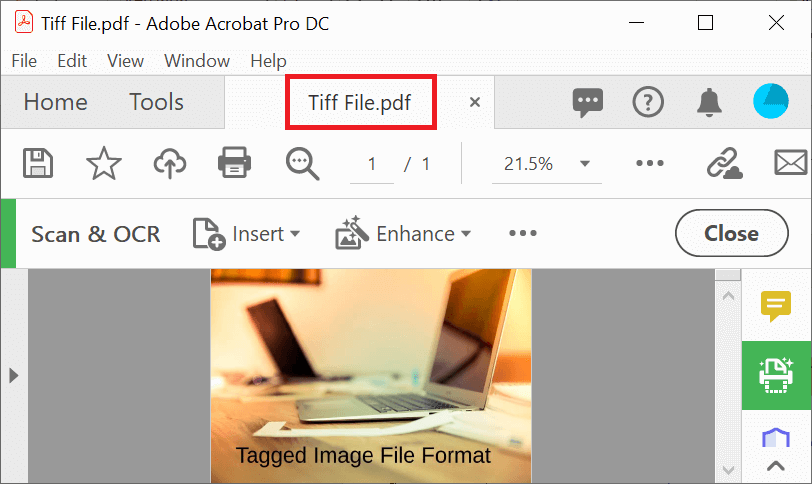 Tiff File.pdf - Adobe Acrobat Pro DC
File Edit View Window Help
Home Tools Tiff File.pdf
1 / 1 21.5%
Scan & OCR Insert Enhance Close
Tagged Image File Format